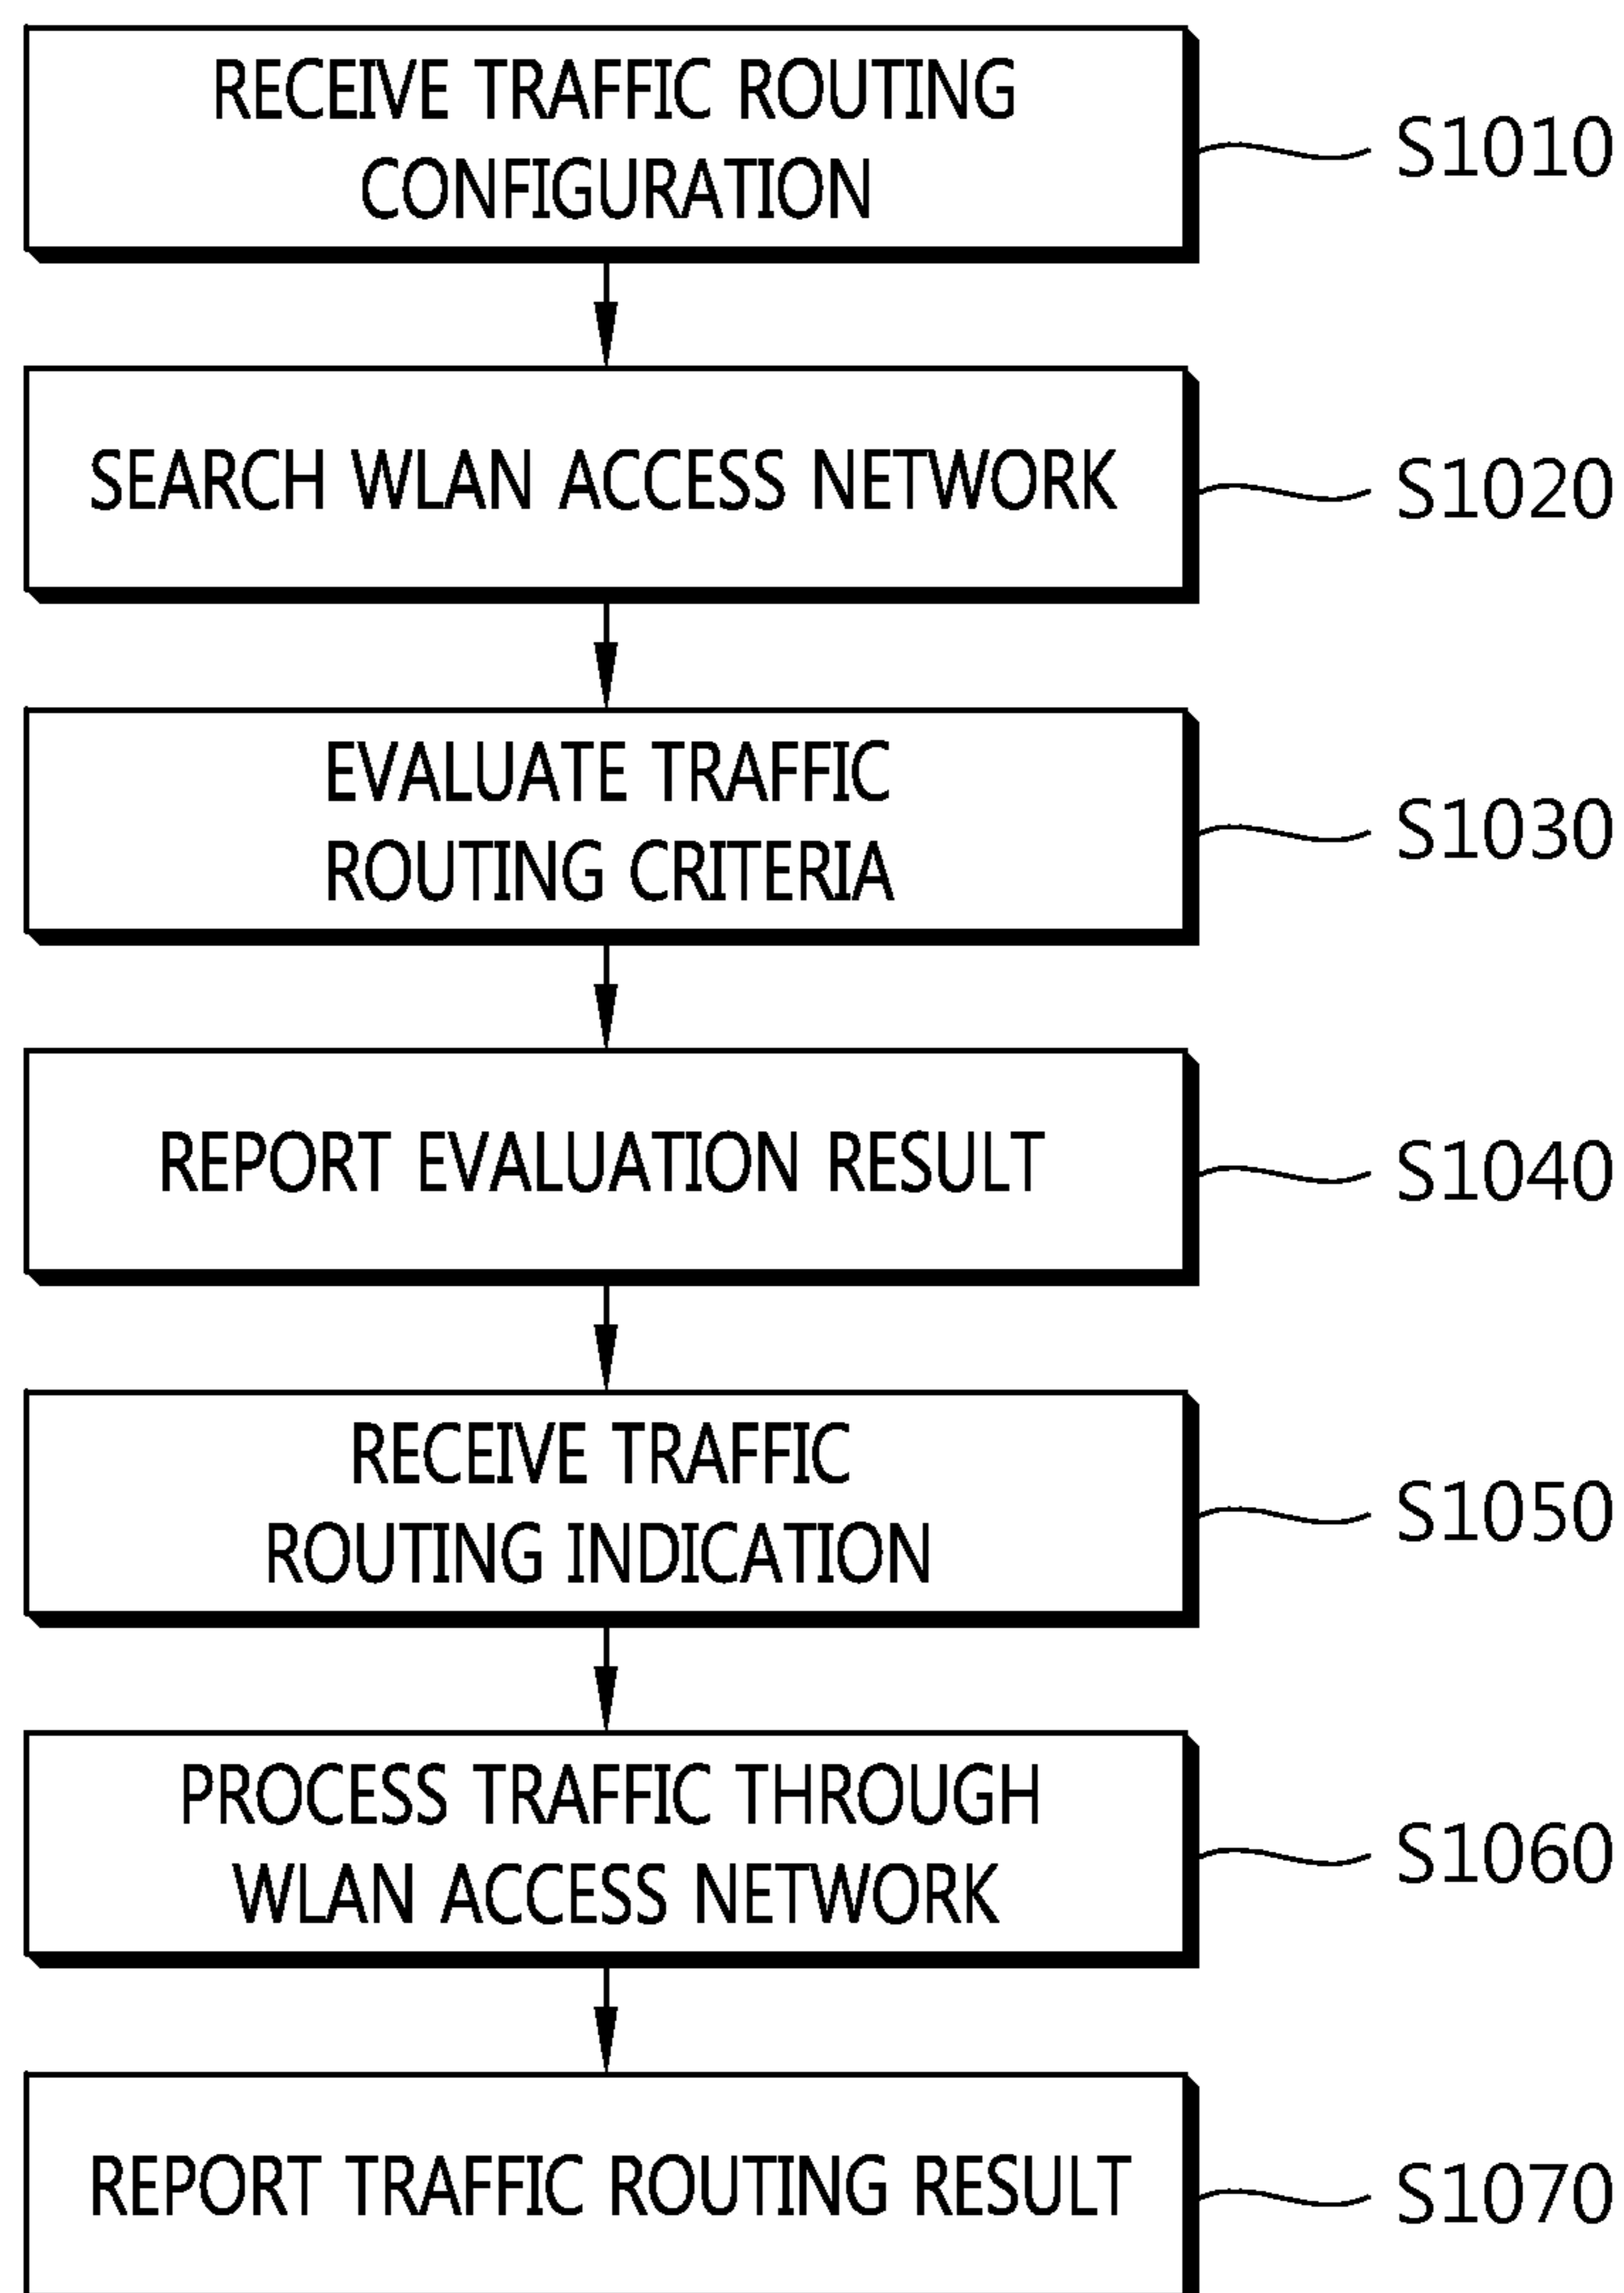 RECEIVE TRAFFIC ROUTING
CONFIGURATION
S1010
SEARCH WLAN ACCESS NETWORK
S1020
EVALUATE TRAFFIC
ROUTING CRITERIA
S1030
REPORT EVALUATION RESULT
S1040
RECEIVE TRAFFIC
ROUTING INDICATION
S1050
PROCESS TRAFFIC THROUGH
WLAN ACCESS NETWORK
S1060
REPORT TRAFFIC ROUTING RESULT
S1070